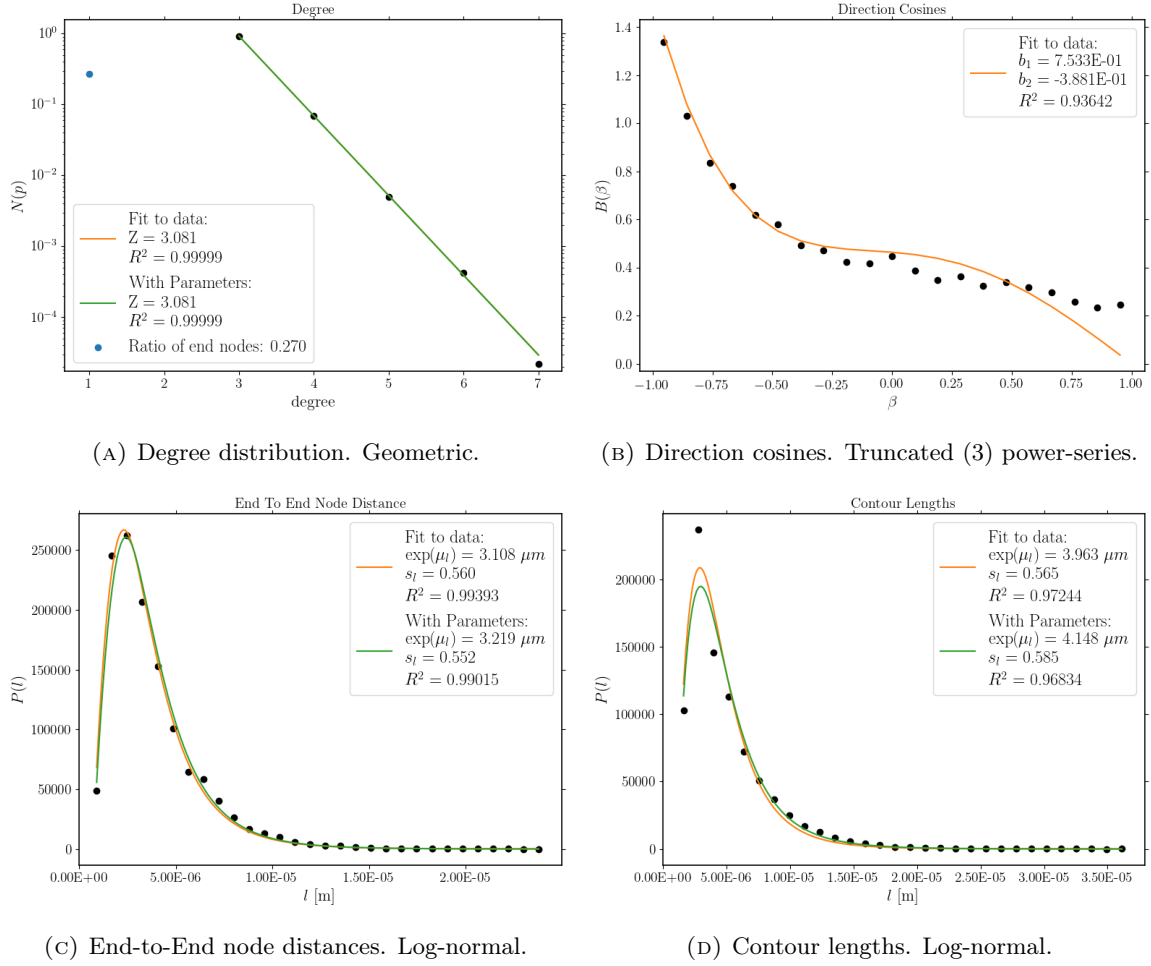 Degree
10^0
10^{-1}
10^{-2}
10^{-3}
10^{-4}
N(p)
Fit to data:
Z = 3.081
R^2 = 0.99999
With Parameters:
Z = 3.081
R^2 = 0.99999
Ratio of end nodes: 0.270
1 2 3 4 5 6 7
degree
(A) Degree distribution. Geometric.
Direction Cosines
1.4
1.2
1.0
0.8
0.6
0.4
0.2
0.0
B(β)
Fit to data:
b_1 = 7.533E-01
b_2 = -3.881E-01
R^2 = 0.93642
−1.00 −0.75 −0.50 −0.25 0.00 0.25 0.50 0.75 1.00
β
(B) Direction cosines. Truncated (3) power-series.
End To End Node Distance
250000
200000
150000
100000
50000
0
P(l)
Fit to data:
exp(μ_l) = 3.108 μm
s_l = 0.560
R^2 = 0.99393
With Parameters:
exp(μ_l) = 3.219 μm
s_l = 0.552
R^2 = 0.99015
0.00E+00 5.00E-06 1.00E-05 1.50E-05 2.00E-05
l [m]
(C) End-to-End node distances. Log-normal.
Contour Lengths
200000
150000
100000
50000
0
P(l)
Fit to data:
exp(μ_l) = 3.963 μm
s_l = 0.565
R^2 = 0.97244
With Parameters:
exp(μ_l) = 4.148 μm
s_l = 0.585
R^2 = 0.96834
0.00E+00 5.00E-06 1.00E-05 1.50E-05 2.00E-05 2.50E-05 3.00E-05 3.50E-05
l [m]
(D) Contour lengths. Log-normal.